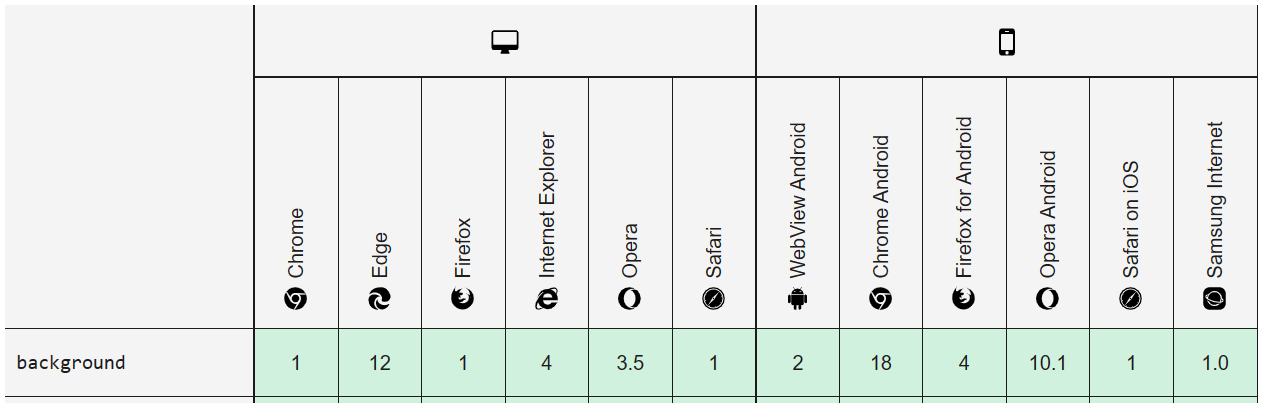 Chrome
Edge
Firefox
Internet Explorer
Opera
Safari
WebView Android
Chrome Android
Firefox for Android
Opera Android
Safari on iOS
Samsung Internet
background 1 12 1 4 3.5 1 2 18 4 10.1 1 1.0